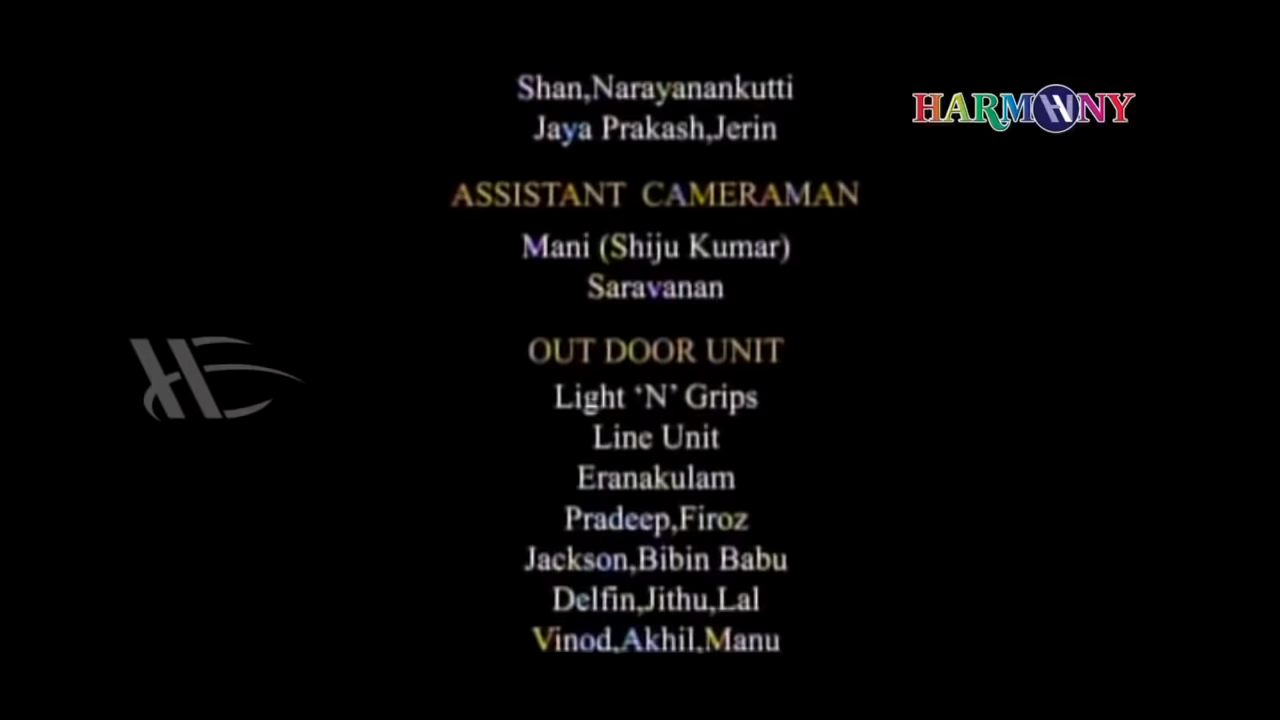 Shan,Narayanankutti
HARMONY
Jaya Prakash,Jerin
ASSISTANT CAMERAMAN
Mani (Shiju Kumar)
Saravanan
OUT DOOR UNIT
Light ‘N’ Grips
Line Unit
Eranakulam
Pradeep,Firoz
Jackson,Bibin Babu
Delfin,Jithu,Lal
Vinod,Akhil,Manu